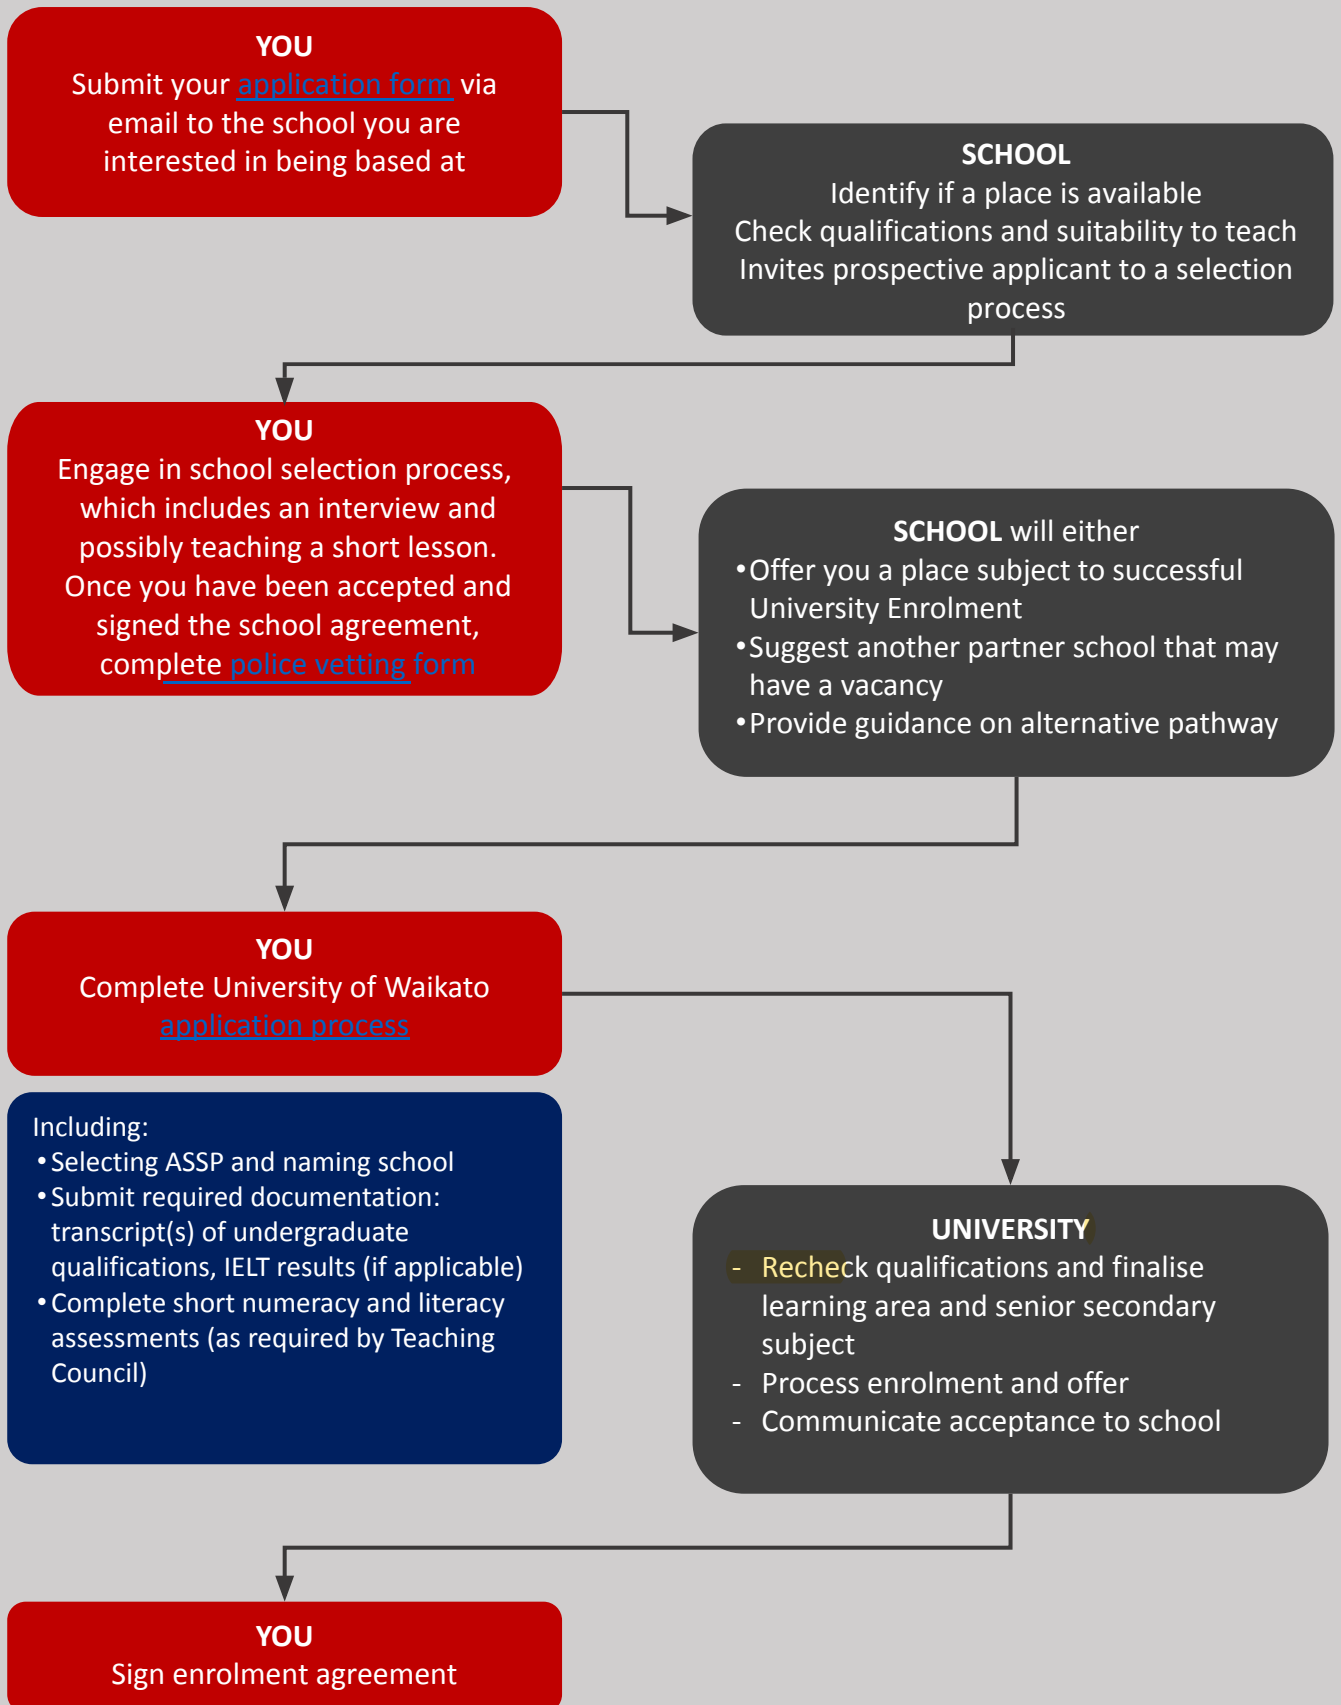 YOU
Submit your application form via
email to the school you are
interested in being based at
SCHOOL
Identify if a place is available
Check qualifications and suitability to teach
Invites prospective applicant to a selection
process
YOU
Engage in school selection process,
which includes an interview and
possibly teaching a short lesson.
Once you have been accepted and
signed the school agreement,
complete police vetting form
SCHOOL will either
•Offer you a place subject to successful
University Enrolment
•Suggest another partner school that may
have a vacancy
•Provide guidance on alternative pathway
YOU
Complete University of Waikato
application process
Including:
•Selecting ASSP and naming school
•Submit required documentation:
transcript(s) of undergraduate
qualifications, IELT results (if applicable)
•Complete short numeracy and literacy
assessments (as required by Teaching
Council)
UNIVERSITY
- Recheck qualifications and finalise
learning area and senior secondary
subject
- Process enrolment and offer
- Communicate acceptance to school
YOU
Sign enrolment agreement